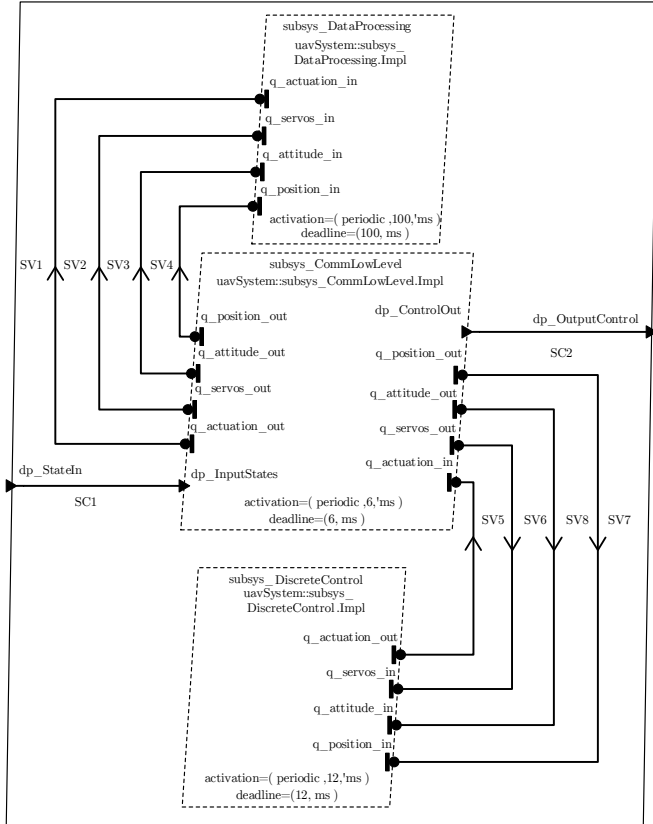 subsys_DataProcessing
uavSystem::subsys_
DataProcessing.Impl
q_actuation_in
q_servos_in
q_attitude_in
q_position_in
activation=( periodic ,100,'ms )
deadline=(100, ms )
SV1 SV2 SV3 SV4
subsys_CommLowLevel
uavSystem::subsys_CommLowLevel.Impl
dp_ControlOut
q_position_out
dp_OutputControl
SC2
q_position_out
q_attitude_out
q_attitude_out
q_servos_out
q_servos_out
q_actuation_out
q_actuation_in
dp_StateIn
dp_InputStates
SC1
activation=( periodic ,6,'ms )
deadline=(6, ms )
SV5 SV6 SV8 SV7
subsys_DiscreteControl
uavSystem::subsys_
DiscreteControl.Impl
q_actuation_out
q_servos_in
q_attitude_in
q_position_in
activation=( periodic ,12,'ms )
deadline=(12, ms )